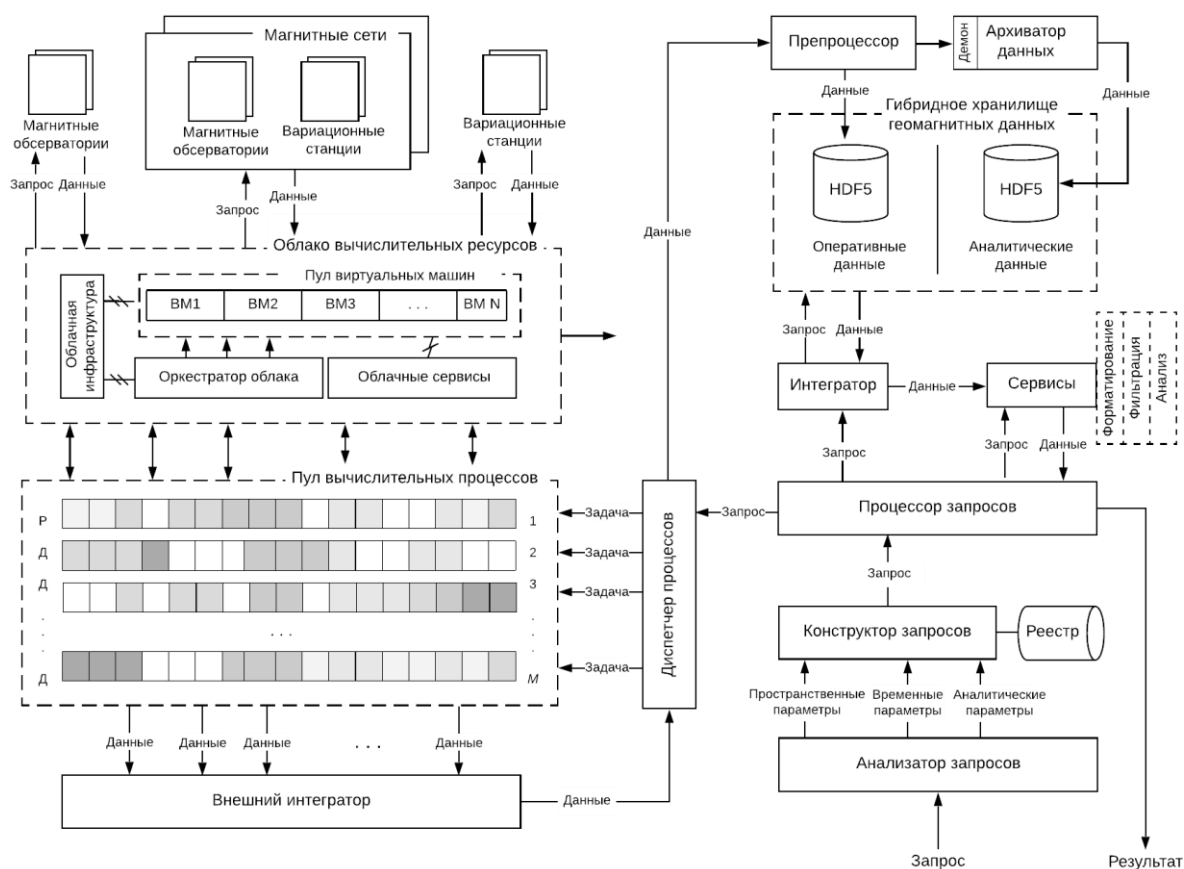 Магнитные сети
Магнитные
обсерватории
Магнитные
обсерватории
Вариационные
станции
Вариационные
станции
Запрос
Данные
Запрос
Данные
Запрос
Данные
Облако вычислительных ресурсов
Пул виртуальных машин
Облачная
инфраструктура
ВМ1
ВМ2
ВМ3
. . .
ВМ N
Оркестратор облака
Облачные сервисы
Пул вычислительных процессов
Р
1
Д
2
Д
3
.
.
.
. . .
.
.
.
Д
М
Задача
Задача
Задача
Задача
Диспетчер процессов
Данные
Данные
Данные
. . .
Данные
Внешний интегратор
Данные
Данные
Препроцессор
Демон
Архиватор
данных
Данные
Данные
Гибридное хранилище
геомагнитных данных
HDF5
HDF5
Оперативные
данные
Аналитические
данные
Запрос
Данные
Интегратор
Данные
Сервисы
Форматирование
Фильтрация
Анализ
Запрос
Запрос
Данные
Запрос
Процессор запросов
Запрос
Конструктор запросов
Реестр
Пространственные
параметры
Временные
параметры
Аналитические
параметры
Анализатор запросов
Запрос
Результат